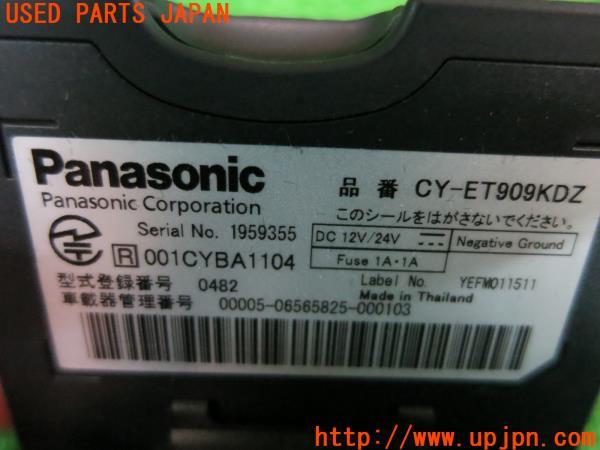 USED PARTS JAPAN
Panasonic
Panasonic Corporation
品番 CY-ET909KDZ
このシールをはがさないでください。
Serial No. 1959355
DC 12V/24V Negative Ground
Fuse 1A・1A
R 001CYBA1104
型式登録番号 0482
Label No. YEFM011511
Made in Thailand
車載器管理番号 00005-06565825-000103
https://www.upjpn.com/